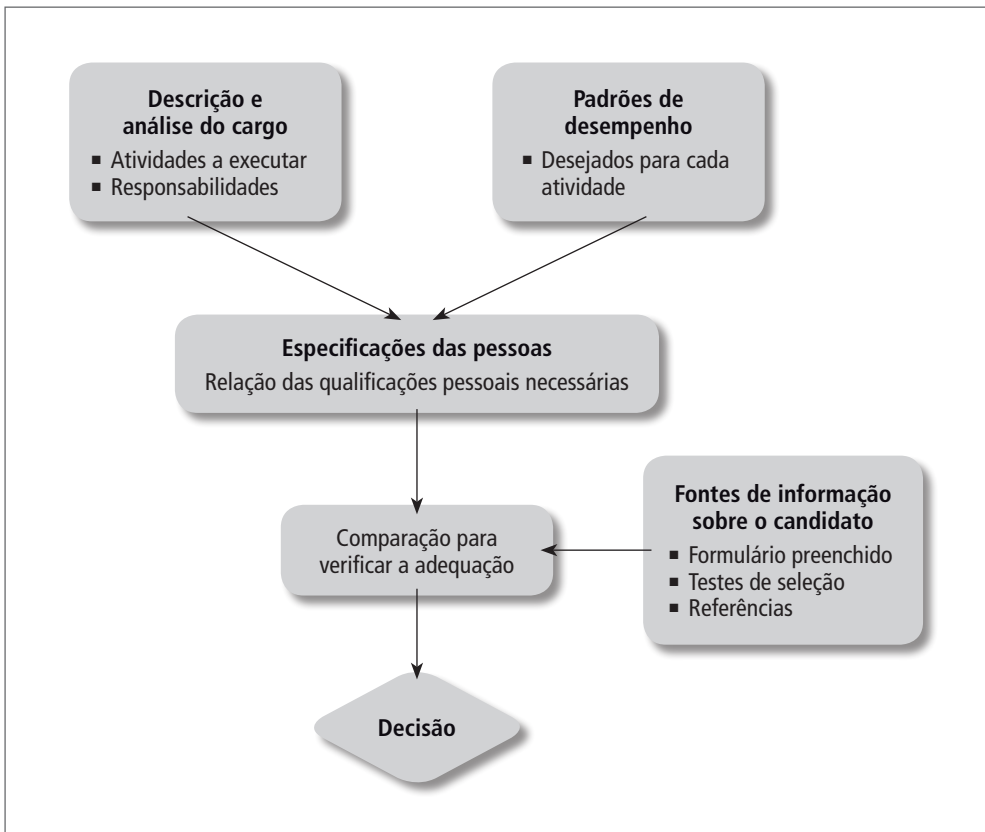 Descrição e
análise do cargo
▪ Atividades a executar
▪ Responsabilidades
Padrões de
desempenho
▪ Desejados para cada
atividade
Especificações das pessoas
Relação das qualificações pessoais necessárias
Comparação para
verificar a adequação
Fontes de informação
sobre o candidato
▪ Formulário preenchido
▪ Testes de seleção
▪ Referências
Decisão